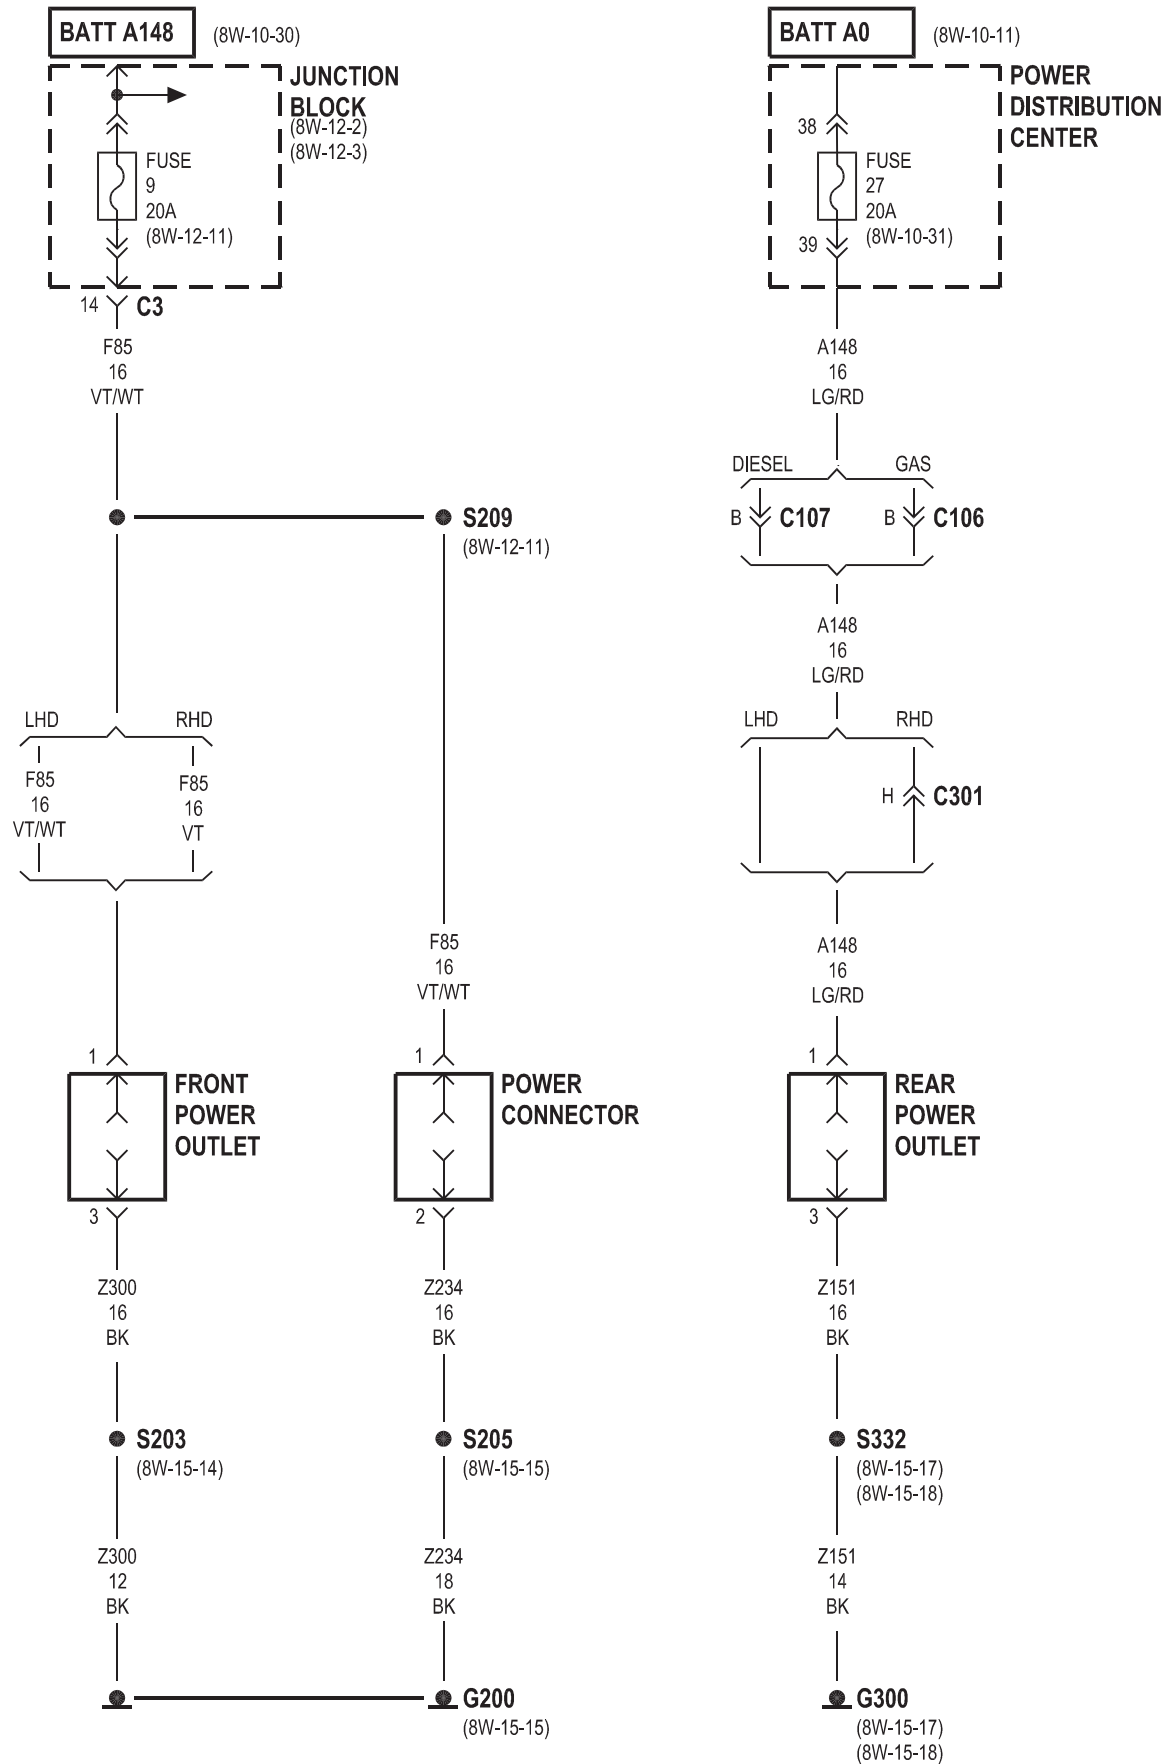 BATT A148
(8W-10-30)
JUNCTION
BLOCK
(8W-12-2)
(8W-12-3)
FUSE
9
20A
(8W-12-11)
14
C3
F85
16
VT/WT
S209
(8W-12-11)
LHD
RHD
F85
16
VT/WT
F85
16
VT
F85
16
VT/WT
1
FRONT
POWER
OUTLET
3
1
POWER
CONNECTOR
2
Z300
16
BK
Z234
16
BK
S203
(8W-15-14)
S205
(8W-15-15)
Z300
12
BK
Z234
18
BK
G200
(8W-15-15)
BATT A0
(8W-10-11)
POWER
DISTRIBUTION
CENTER
38
FUSE
27
20A
(8W-10-31)
39
A148
16
LG/RD
DIESEL
GAS
B
C107
B
C106
A148
16
LG/RD
LHD
RHD
H
C301
A148
16
LG/RD
1
REAR
POWER
OUTLET
3
Z151
16
BK
S332
(8W-15-17)
(8W-15-18)
Z151
14
BK
G300
(8W-15-17)
(8W-15-18)